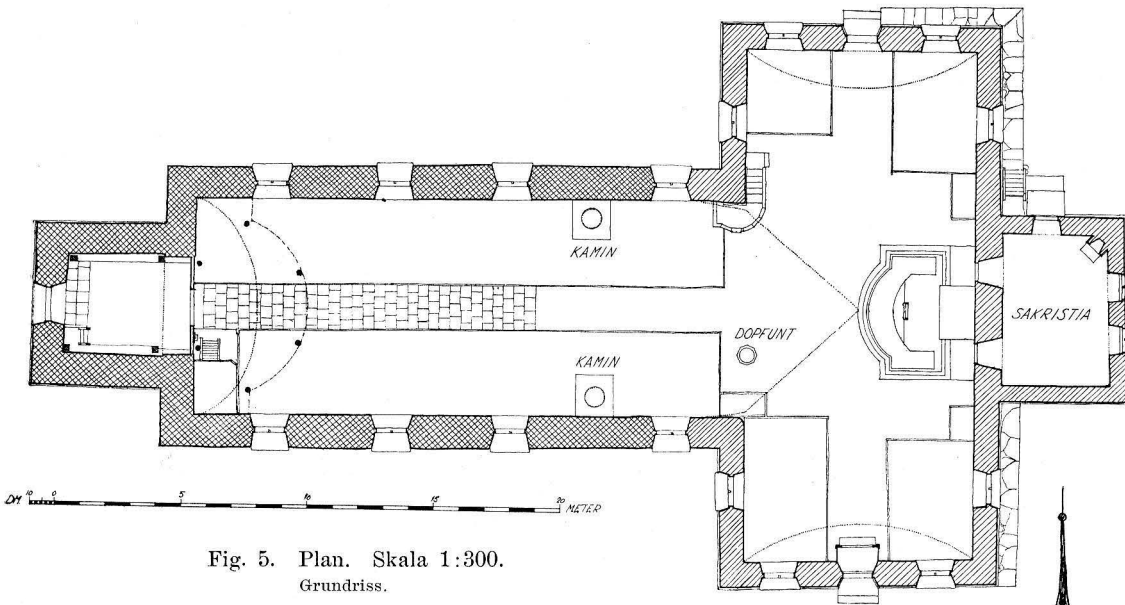 KAMIN
SAKRISTIA
DOPFUNT
KAMIN
DM 10 0 5 10 15 20 METER
Fig. 5. Plan. Skala 1:300.
Grundriss.